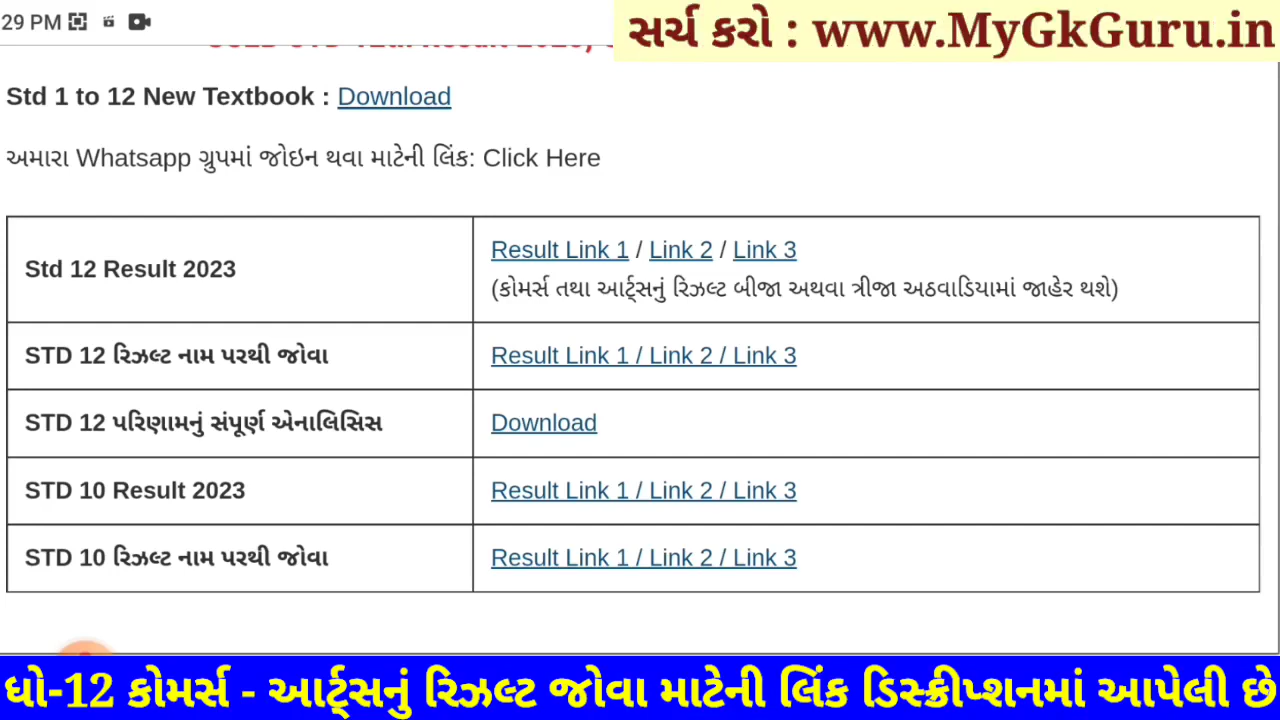 29 PM
સર્ચ કરો : www.MyGkGuru.in
Std 1 to 12 New Textbook : Download
અમારા Whatsapp ગ્રુપમાં જોઇન થવા માટેની લિંક: Click Here
Std 12 Result 2023
Result Link 1 / Link 2 / Link 3
(કોમર્સ તથા આર્ટ્સનું રિઝલ્ટ બીજા અથવા ત્રીજા અઠવાડિયામાં જાહેર થશે)
STD 12 રિઝલ્ટ નામ પરથી જોવા
Result Link 1 / Link 2 / Link 3
STD 12 પરિણામનું સંપૂર્ણ એનાલિસિસ
Download
STD 10 Result 2023
Result Link 1 / Link 2 / Link 3
STD 10 રિઝલ્ટ નામ પરથી જોવા
Result Link 1 / Link 2 / Link 3
ધો-12 કોમર્સ - આર્ટ્સનું રિઝલ્ટ જોવા માટેની લિંક ડિસ્ક્રીપ્શનમાં આપેલી છે